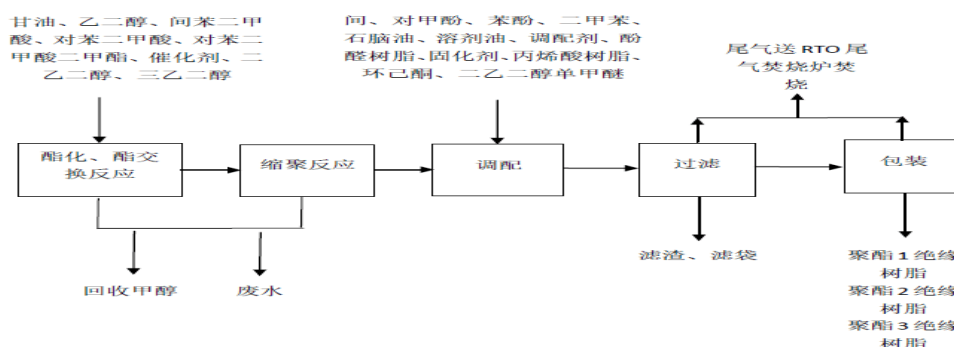 甘油、乙二醇、间苯二甲
酸、对苯二甲酸、对苯二
甲酸二甲酯、催化剂、二
乙二醇、三乙二醇
间、对甲酚、苯酚、二甲苯、
石脑油、溶剂油、调配剂、酚
醛树脂、固化剂、丙烯酸树脂、
环己酮、二乙二醇单甲醚
尾气送 RTO 尾
气焚烧炉焚
烧
酯化、酯交
换反应
缩聚反应
调配
过滤
包装
回收甲醇
废水
滤渣、滤袋
聚酯 1 绝缘
树脂
聚酯 2 绝缘
树脂
聚酯 3 绝缘
树脂